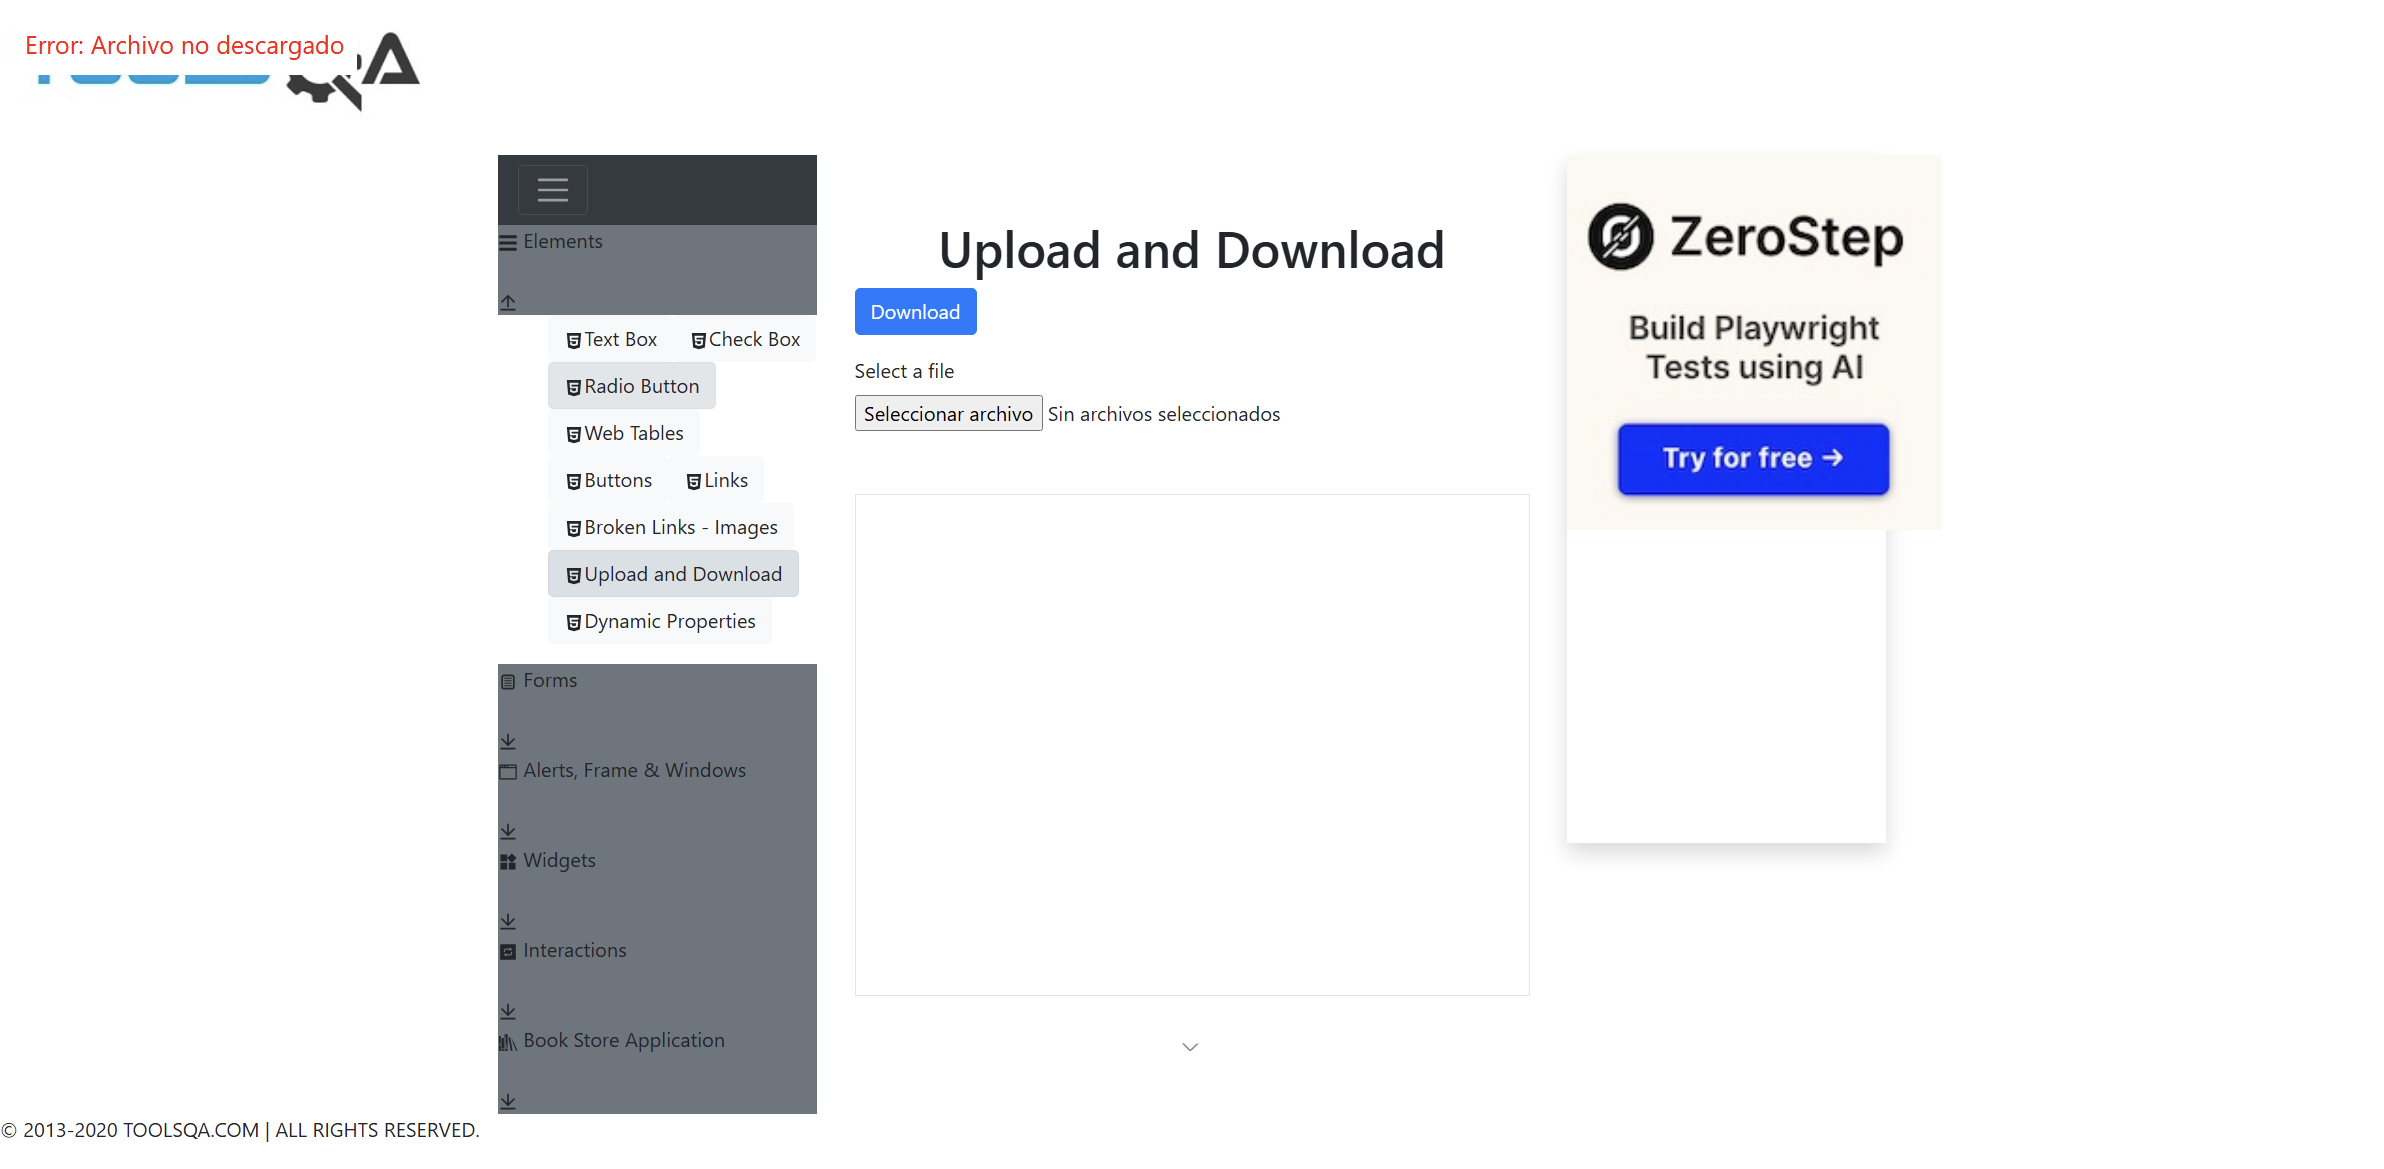 Error: Archivo no descargado
Elements
Text Box
Check Box
Radio Button
Web Tables
Buttons
Links
Broken Links - Images
Upload and Download
Dynamic Properties
Forms
Alerts, Frame & Windows
Widgets
Interactions
Book Store Application
Upload and Download
Download
Select a file
Seleccionar archivo Sin archivos seleccionados
ZeroStep
Build Playwright
Tests using AI
Try for free →
© 2013-2020 TOOLSQA.COM | ALL RIGHTS RESERVED.